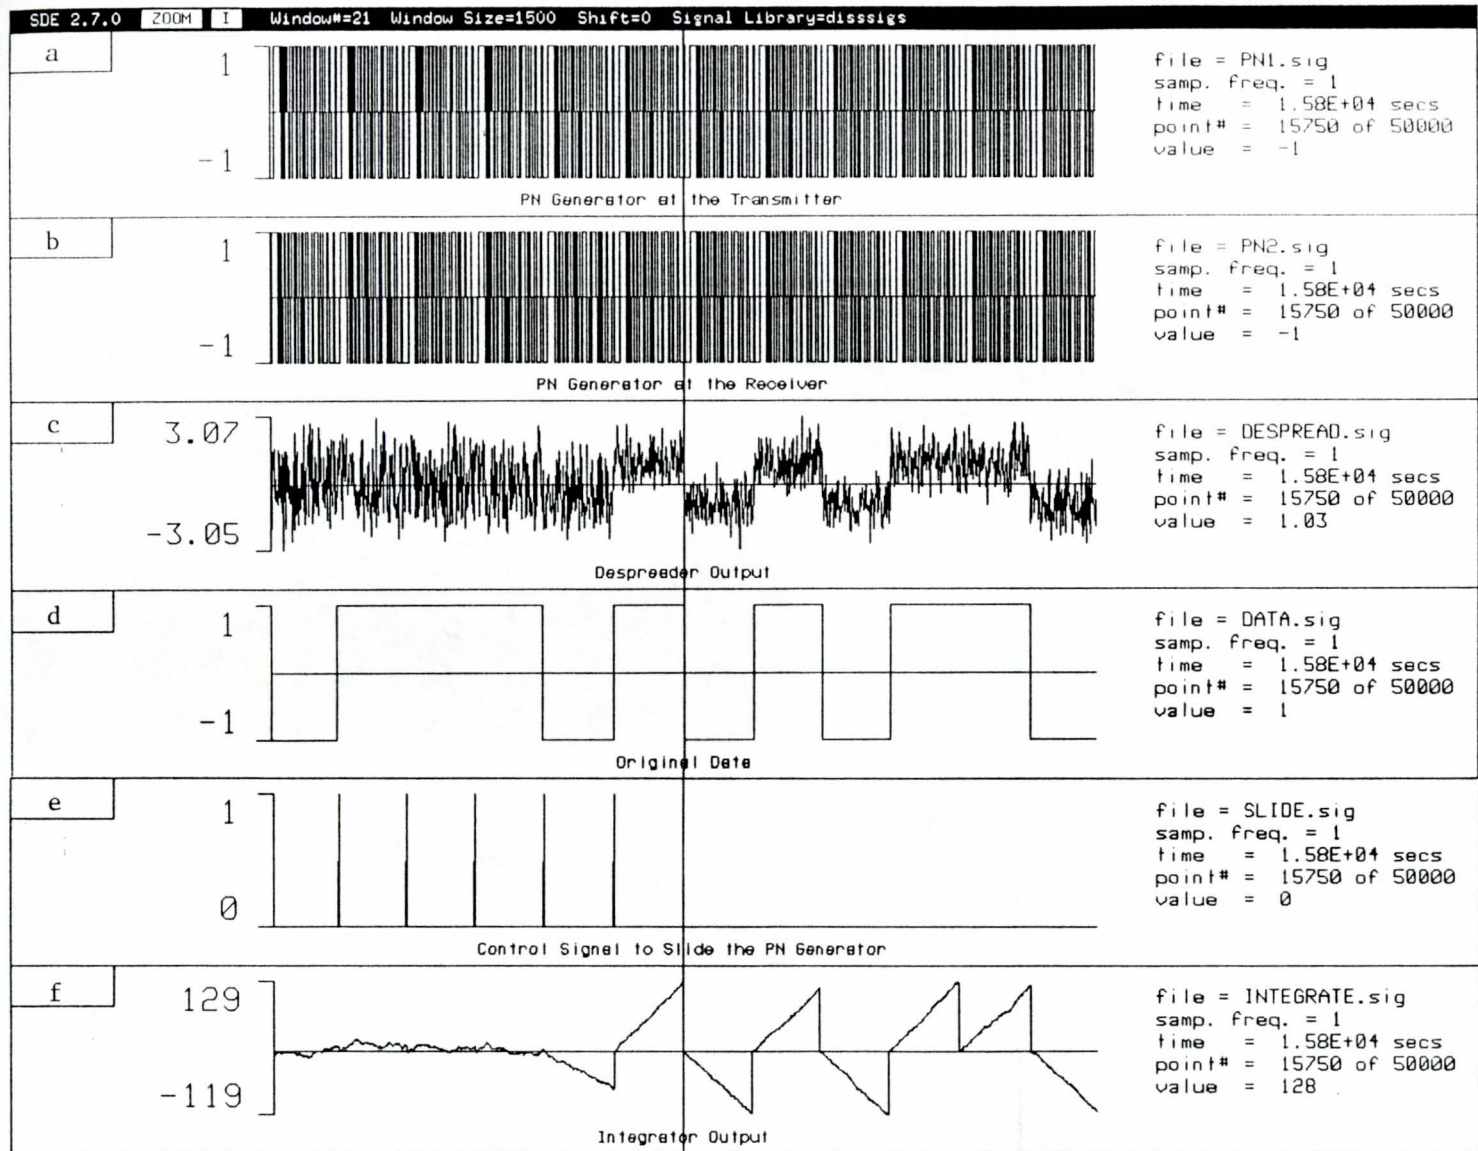 SDE 2.7.0 ZOOM I Window#=21 Window Size=1500 Shift=0 Signal Library=disssigs
a
1
-1
PN Generator at the Transmitter
file = PN1.sig
samp. freq. = 1
time = 1.58E+04 secs
point# = 15750 of 50000
value = -1
b
1
-1
PN Generator at the Receiver
file = PN2.sig
samp. freq. = 1
time = 1.58E+04 secs
point# = 15750 of 50000
value = -1
c
3.07
-3.05
Despreader Output
file = DESPREAD.sig
samp. freq. = 1
time = 1.58E+04 secs
point# = 15750 of 50000
value = 1.03
d
1
-1
Original Data
file = DATA.sig
samp. freq. = 1
time = 1.58E+04 secs
point# = 15750 of 50000
value = 1
e
1
0
Control Signal to Slide the PN Generator
file = SLIDE.sig
samp. freq. = 1
time = 1.58E+04 secs
point# = 15750 of 50000
value = 0
f
129
-119
Integrator Output
file = INTEGRATE.sig
samp. freq. = 1
time = 1.58E+04 secs
point# = 15750 of 50000
value = 128